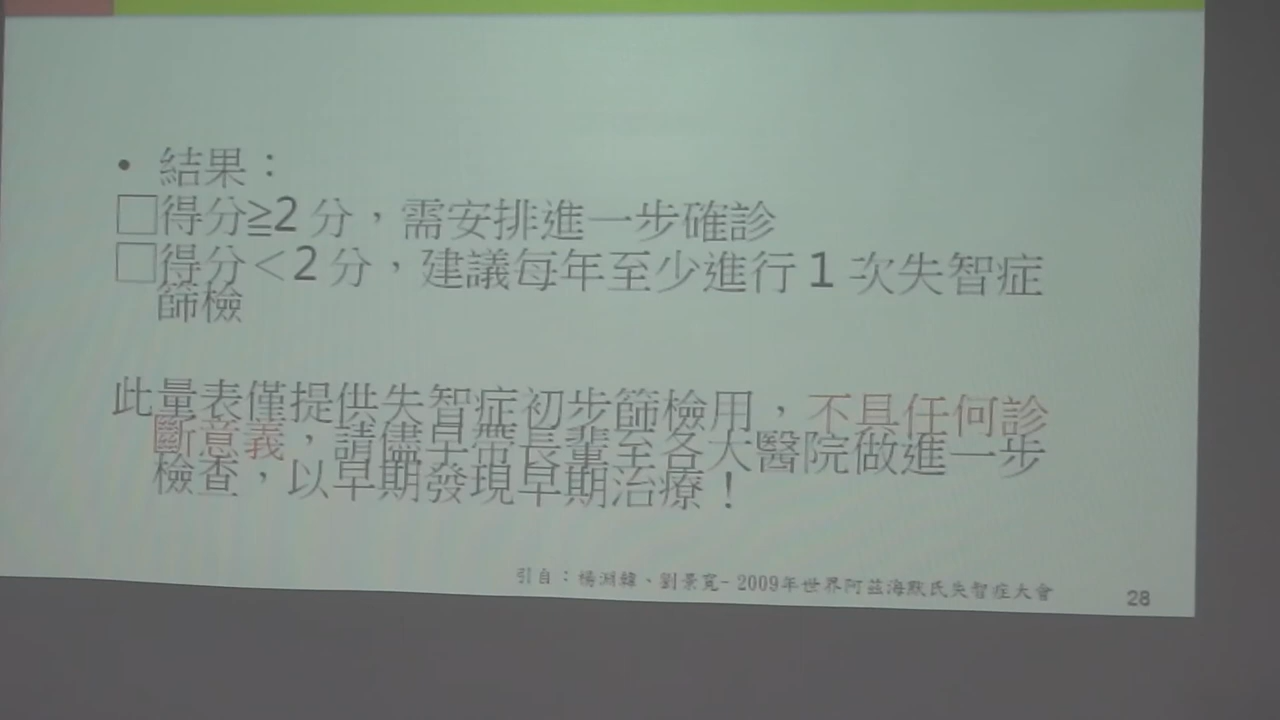 • 結果：
□得分≧2 分，需安排進一步確診
□得分＜2 分，建議每年至少進行 1 次失智症
篩檢
此量表僅提供失智症初步篩檢用，不具任何診
斷意義，請儘早帶長輩至各大醫院做進一步
檢查，以早期發現早期治療！
引自：楊淵韓、劉景寬-2009年世界阿茲海默氏失智症大會
28